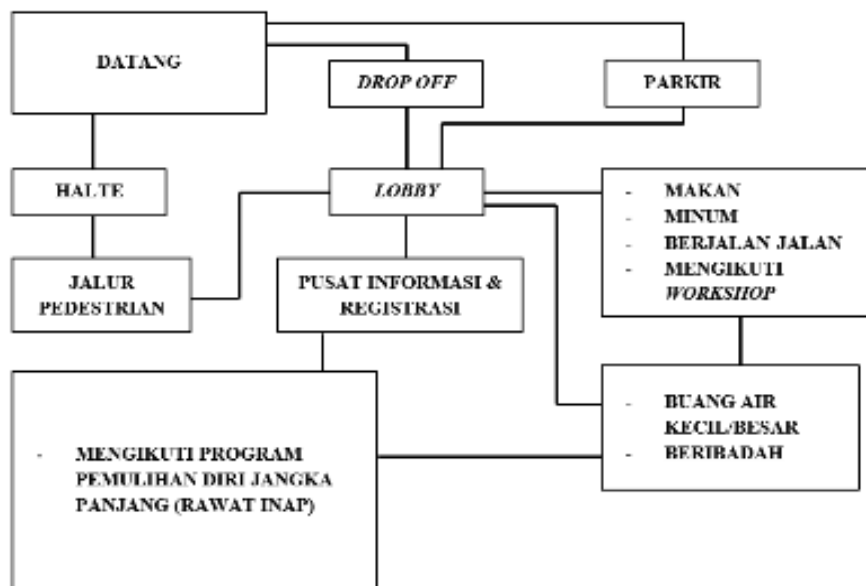 DATANG
DROP OFF
PARKIR
HALTE
LOBBY
- MAKAN
- MINUM
- BERJALAN JALAN
- MENGIKUTI
WORKSHOP
JALUR
PEDESTRIAN
PUSAT INFORMASI &
REGISTRASI
- BUANG AIR
KECIL/BESAR
- BERIBADAH
- MENGIKUTI PROGRAM
PEMULIHAN DIRI JANGKA
PANJANG (RAWAT INAP)